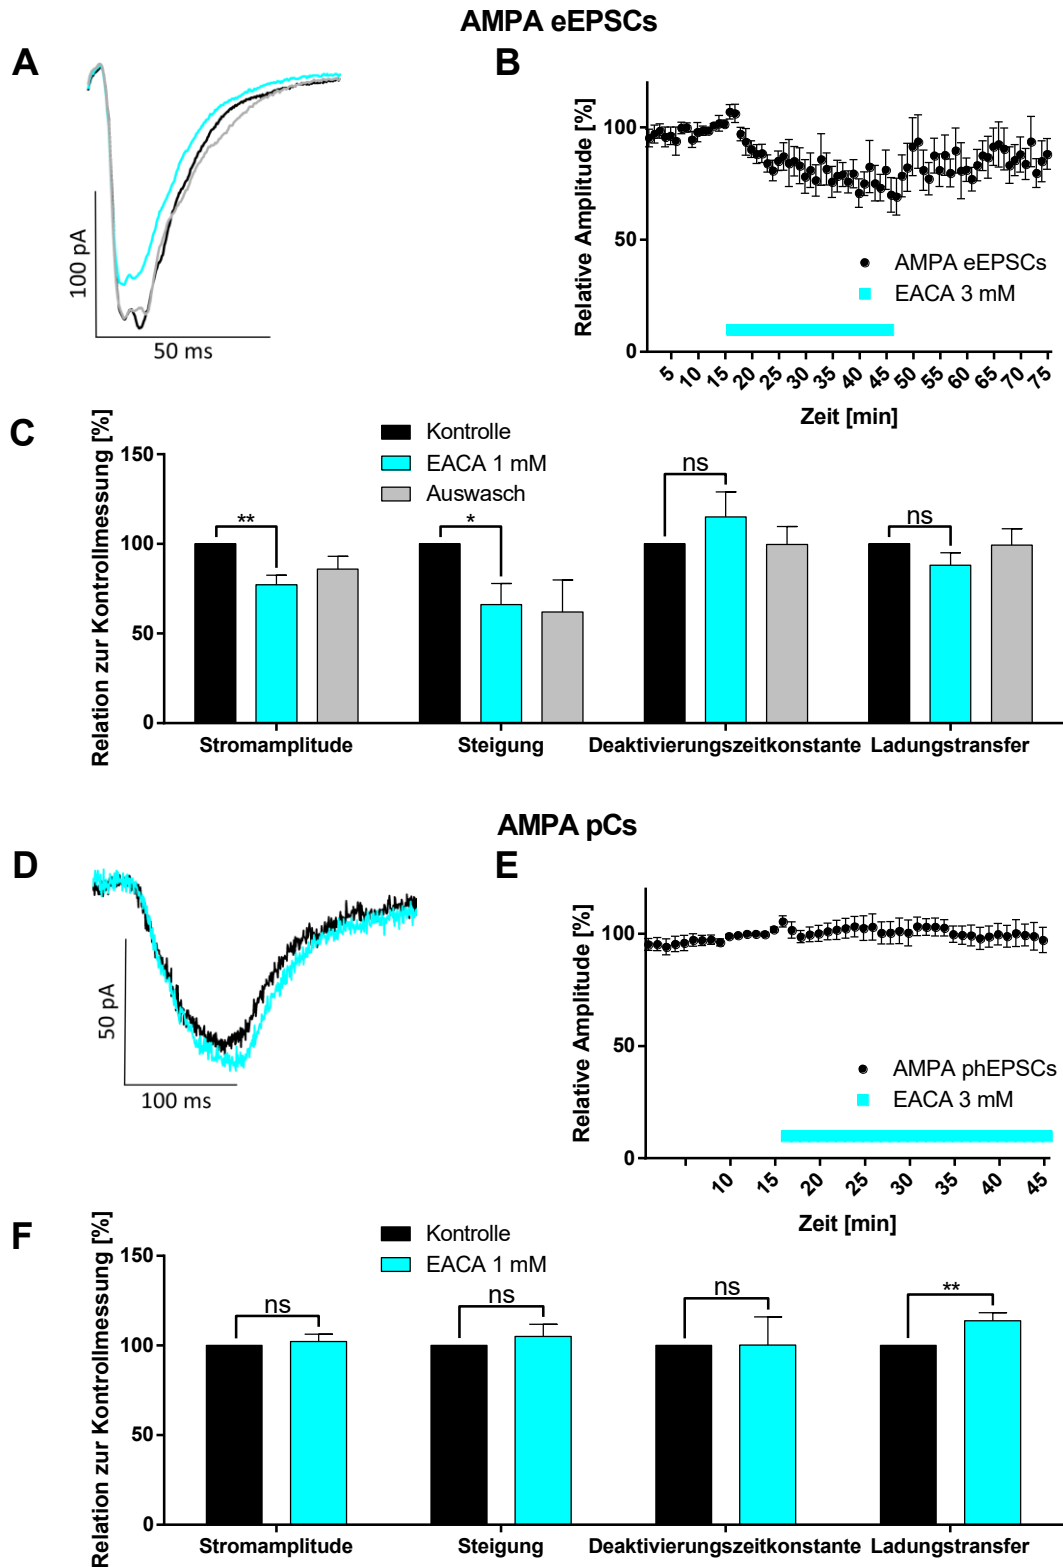 AMPA eEPSCs
A
100 pA
50 ms
B
Relative Amplitude [%]
100
50
0
AMPA eEPSCs
EACA 3 mM
5 10 15 20 25 30 35 40 45 50 55 60 65 70 75
Zeit [min]
C
Relation zur Kontrollmessung [%]
150
100
50
0
Kontrolle
EACA 1 mM
Auswasch
** * ns ns
Stromamplitude Steigung Deaktivierungszeitkonstante Ladungstransfer
AMPA pCs
D
50 pA
100 ms
E
Relative Amplitude [%]
100
50
0
AMPA phEPSCs
EACA 3 mM
10 15 20 25 30 35 40 45
Zeit [min]
F
Relation zur Kontrollmessung [%]
150
100
50
0
Kontrolle
EACA 1 mM
ns ns ns **
Stromamplitude Steigung Deaktivierungszeitkonstante Ladungstransfer